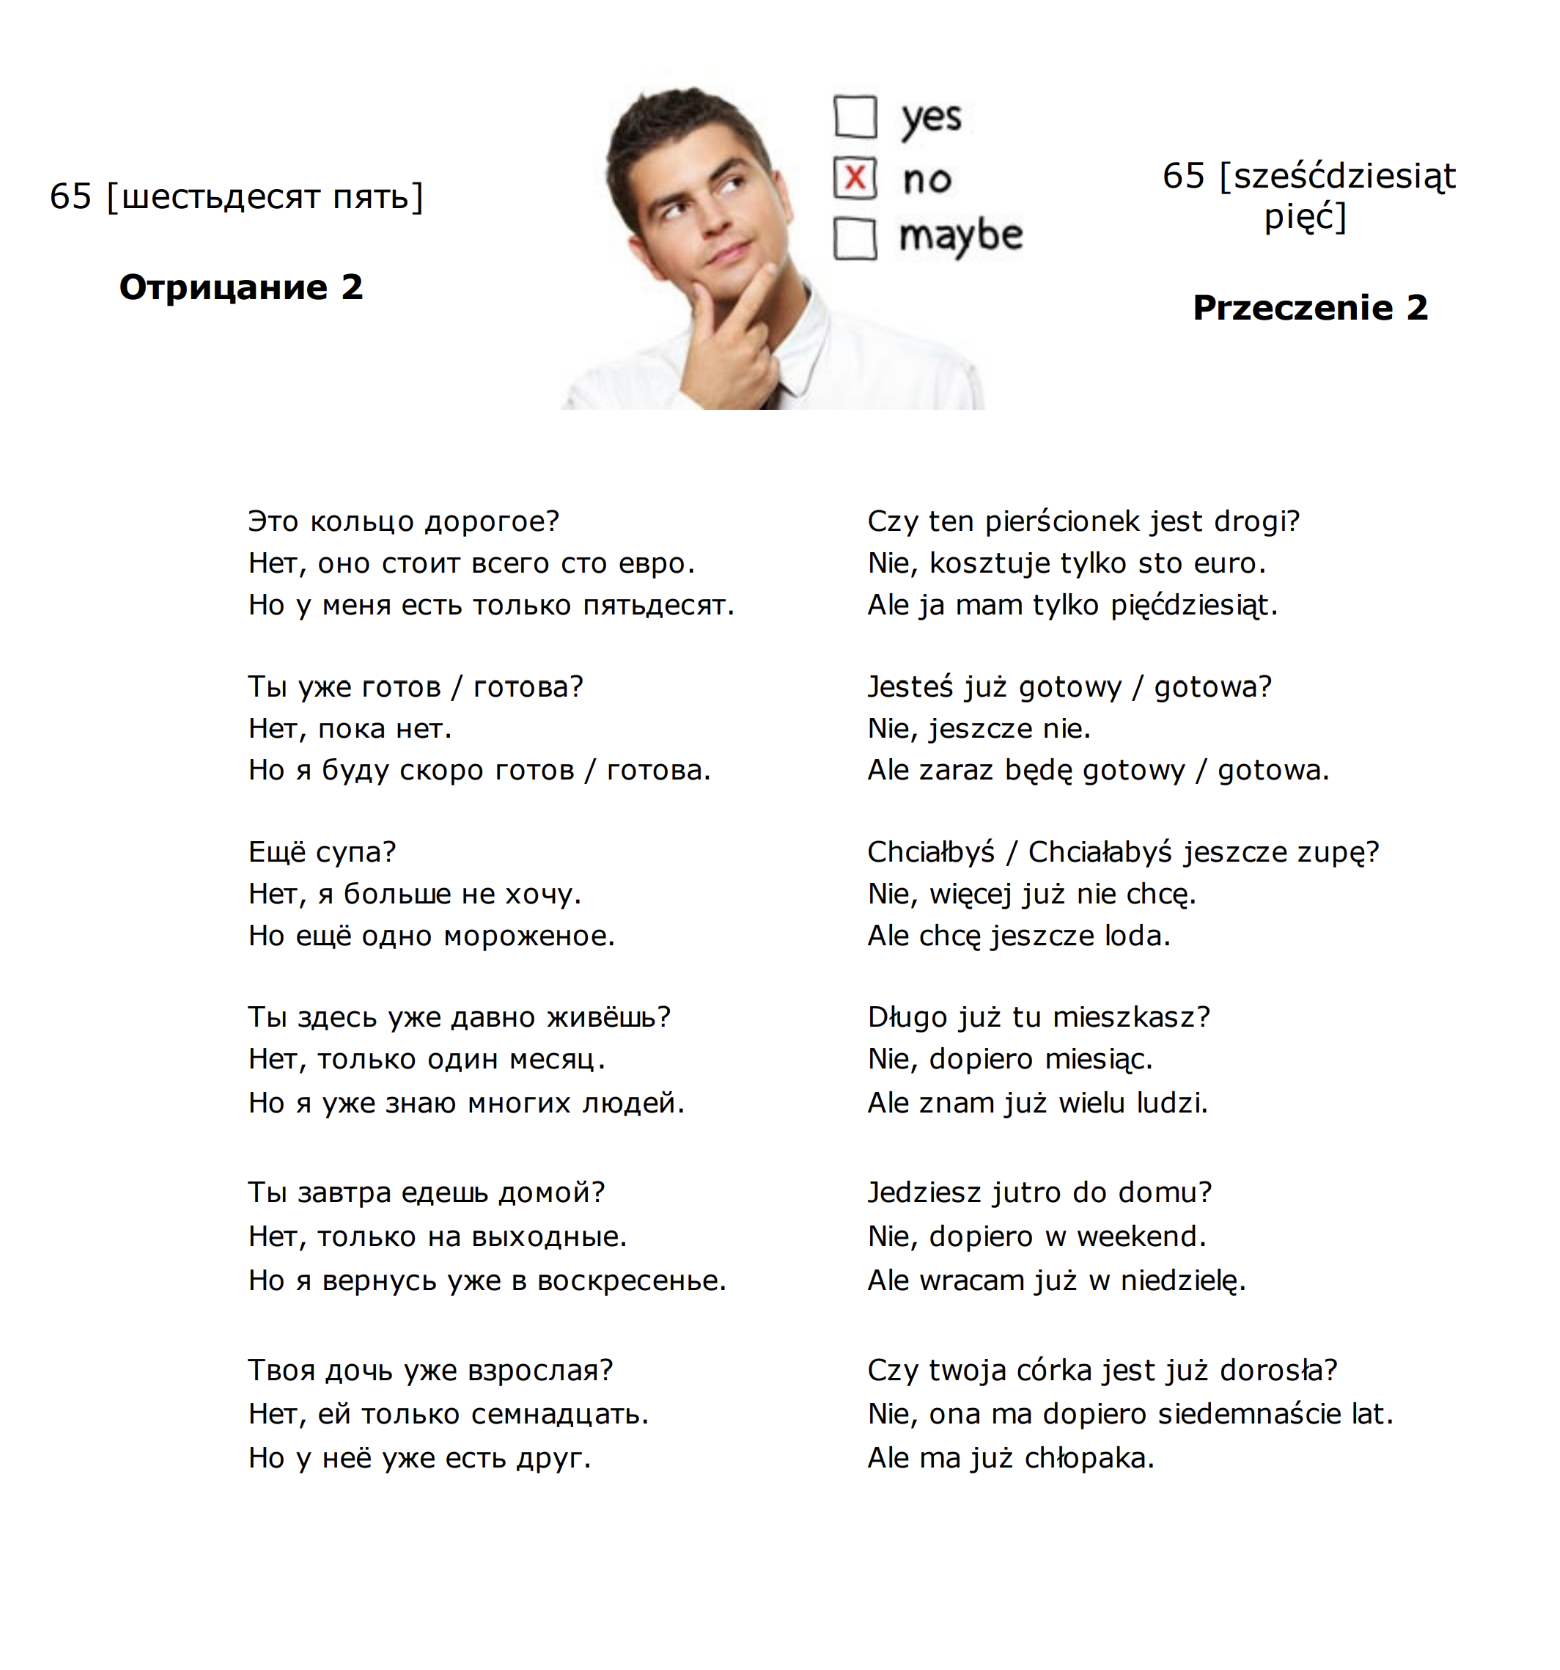 65 [шестьдесят пять]
Отрицание 2
yes
no
maybe
65 [sześćdziesiąt
pięć]
Przeczenie 2
Это кольцо дорогое?
Нет, оно стоит всего сто евро.
Но у меня есть только пятьдесят.
Ты уже готов / готова?
Нет, пока нет.
Но я буду скоро готов / готова.
Ещё супа?
Нет, я больше не хочу.
Но ещё одно мороженое.
Ты здесь уже давно живёшь?
Нет, только один месяц.
Но я уже знаю многих людей.
Ты завтра едешь домой?
Нет, только на выходные.
Но я вернусь уже в воскресенье.
Твоя дочь уже взрослая?
Нет, ей только семнадцать.
Но у неё уже есть друг.
Czy ten pierścionek jest drogi?
Nie, kosztuje tylko sto euro.
Ale ja mam tylko pięćdziesiąt.
Jesteś już gotowy / gotowa?
Nie, jeszcze nie.
Ale zaraz będę gotowy / gotowa.
Chciałbyś / Chciałabyś jeszcze zupę?
Nie, więcej już nie chcę.
Ale chcę jeszcze loda.
Długo już tu mieszkasz?
Nie, dopiero miesiąc.
Ale znam już wielu ludzi.
Jedziesz jutro do domu?
Nie, dopiero w weekend.
Ale wracam już w niedzielę.
Czy twoja córka jest już dorosła?
Nie, ona ma dopiero siedemnaście lat.
Ale ma już chłopaka.